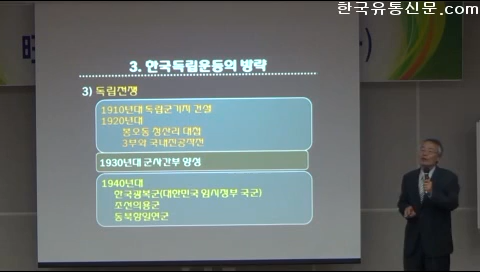 한국유통신문.com
3. 한국독립운동의 방략
3) 독립전쟁
1910년대 독립군기지 건설
1920년대
봉오동 청산리 대첩
3부의 국내진공작전
1930년대 군사간부 양성
1940년대
한국광복군(대한민국 임시정부 국군)
조선의용군
동북항일연군